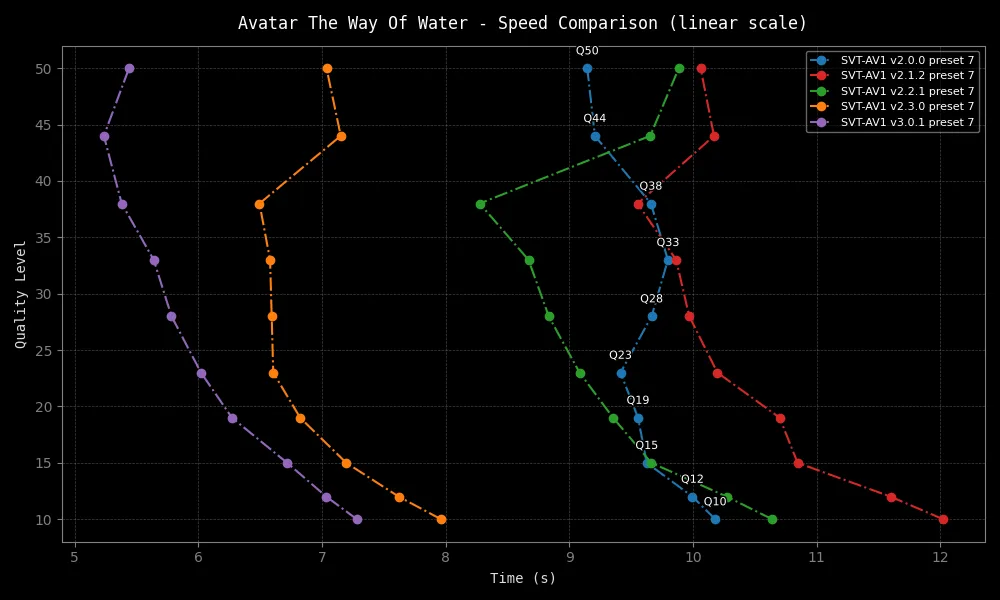 Avatar The Way Of Water - Speed Comparison (linear scale)
SVT-AV1 v2.0.0 preset 7
SVT-AV1 v2.1.2 preset 7
SVT-AV1 v2.2.1 preset 7
SVT-AV1 v2.3.0 preset 7
SVT-AV1 v3.0.1 preset 7
Q50
Q44
Q38
Q33
Q28
Q23
Q19
Q15
Q12
Q10
Quality Level
50
45
40
35
30
25
20
15
10
5 6 7 8 9 10 11 12
Time (s)